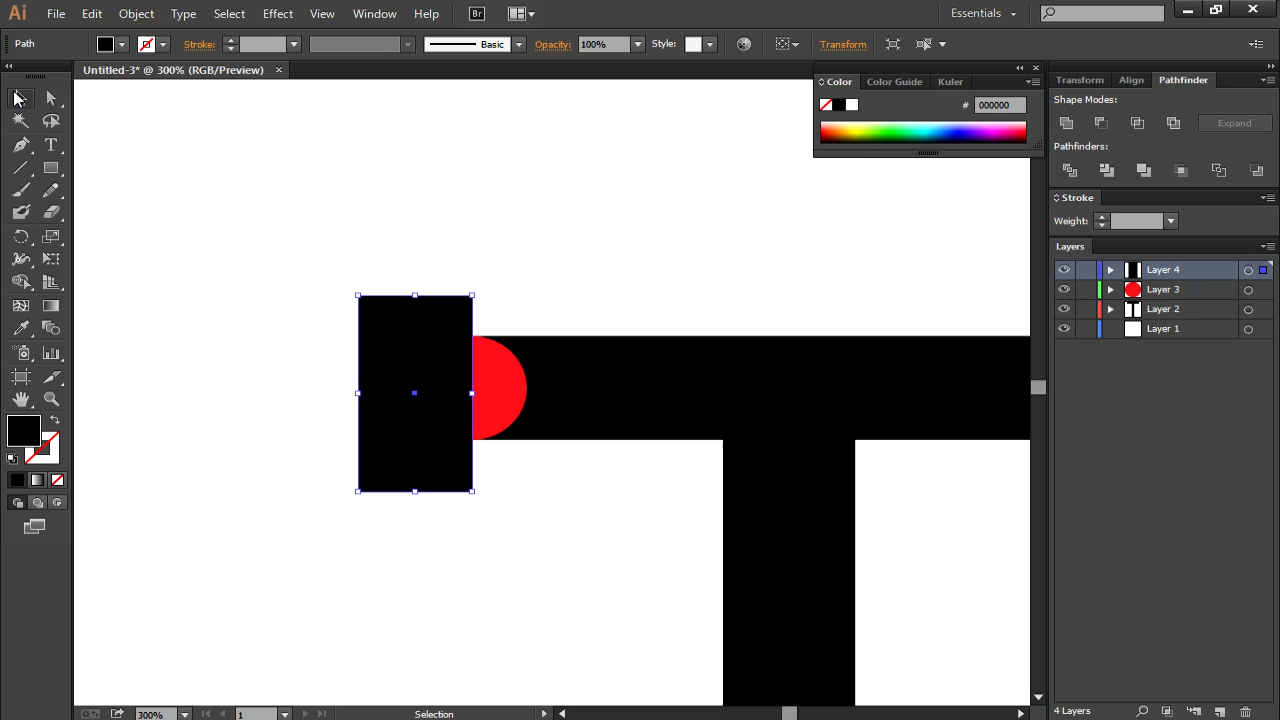 Ai File Edit Object Type Select Effect View Window Help Br Essentials
Path Stroke: Basic Opacity: 100% Style: Transform
Untitled-3* @ 300% (RGB/Preview)
Color Color Guide Kuler
# 000000
Transform Align Pathfinder
Shape Modes:
Expand
Pathfinders:
Stroke
Weight:
Layers
Layer 4
Layer 3
Layer 2
Layer 1
T
300% 1 Selection 4 Layers